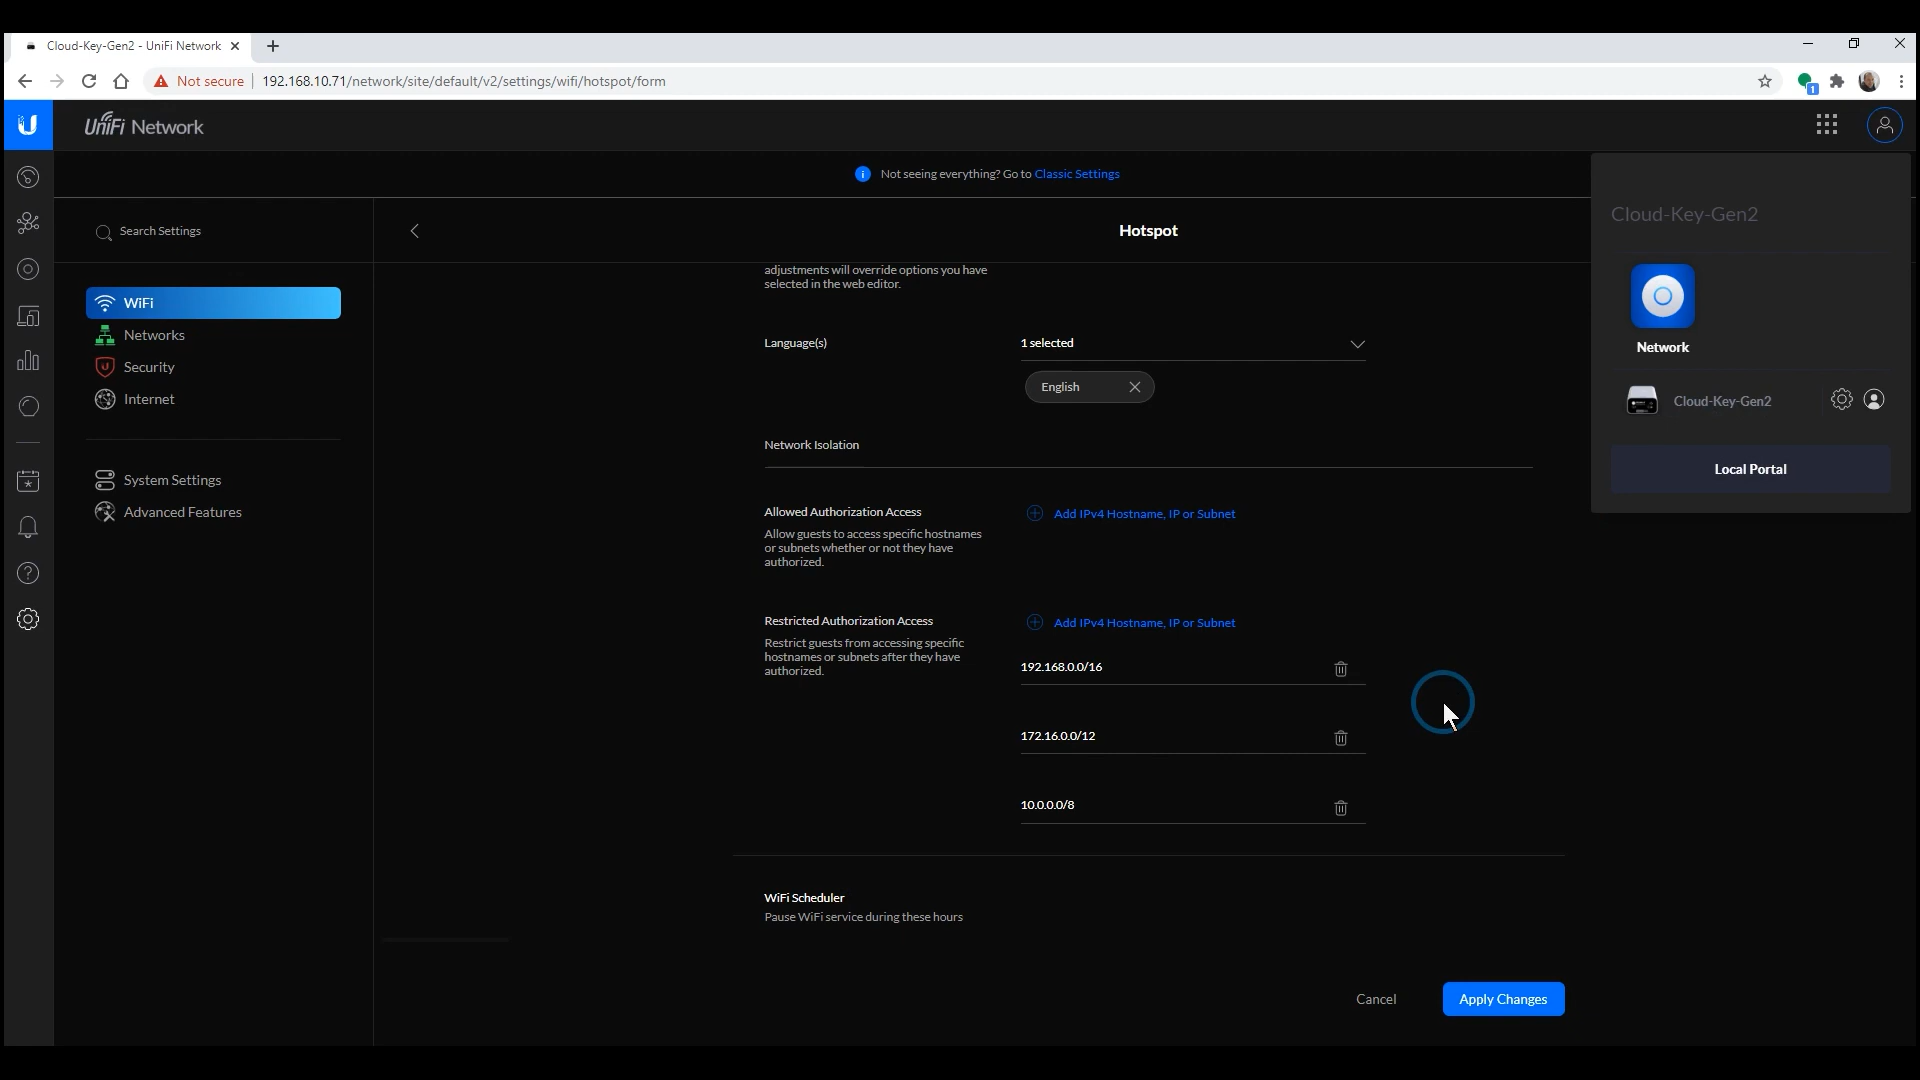 Cloud-Key-Gen2 - UniFi Network
Not secure
192.168.10.71/network/site/default/v2/settings/wifi/hotspot/form
1
UniFi Network
Not seeing everything? Go to Classic Settings
Search Settings
Hotspot
Cloud-Key-Gen2
adjustments will override options you have
selected in the web editor.
WiFi
Networks
Security
Internet
System Settings
Advanced Features
Language(s)
1 selected
English
Network
Cloud-Key-Gen2
Local Portal
Network Isolation
Allowed Authorization Access
Add IPv4 Hostname, IP or Subnet
Allow guests to access specific hostnames
or subnets whether or not they have
authorized.
Restricted Authorization Access
Add IPv4 Hostname, IP or Subnet
Restrict guests from accessing specific
hostnames or subnets after they have
authorized.
192.168.0.0/16
172.16.0.0/12
10.0.0.0/8
WiFi Scheduler
Pause WiFi service during these hours
Cancel
Apply Changes